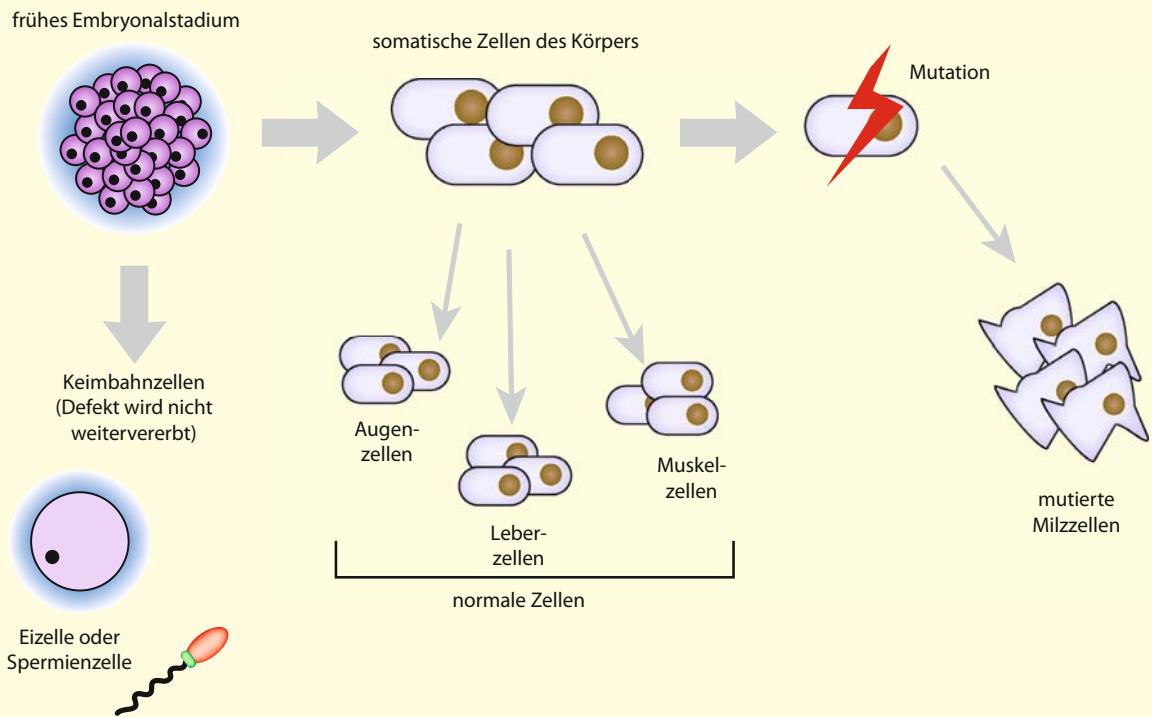 frühes Embryonalstadium
somatische Zellen des Körpers
Mutation
Keimbahnzellen
(Defekt wird nicht
weitervererbt)
Augen-
zellen
Leber-
zellen
Muskel-
zellen
normale Zellen
mutierte
Milzzellen
Eizelle oder
Spermienzelle